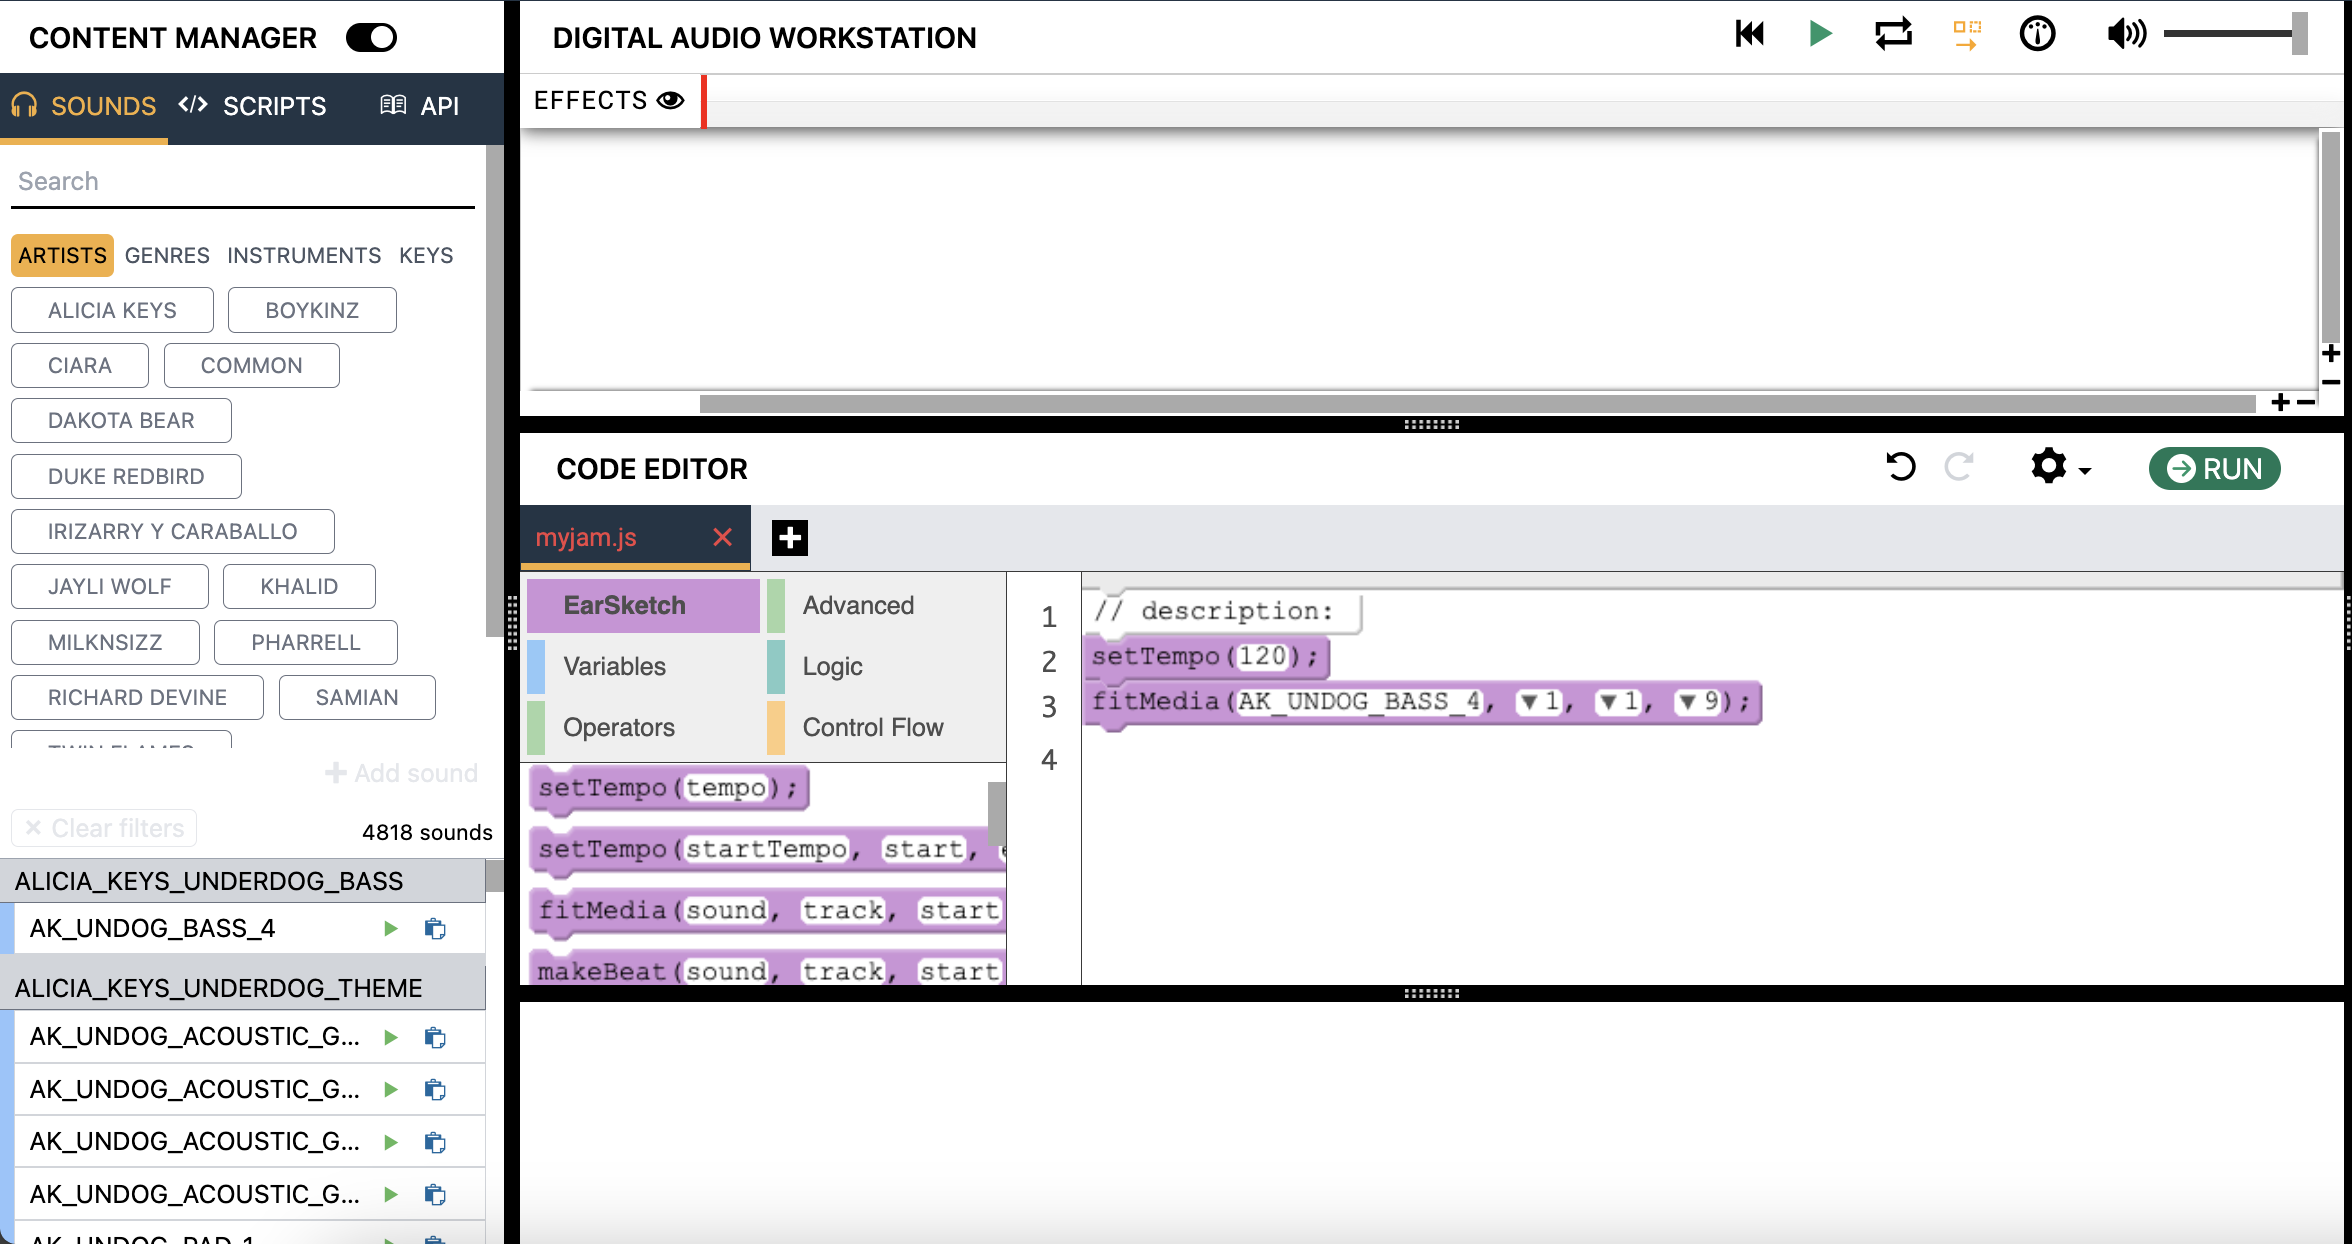 CONTENT MANAGER
SOUNDS </> SCRIPTS API
Search
ARTISTS GENRES INSTRUMENTS KEYS
ALICIA KEYS BOYKINZ
CIARA COMMON
DAKOTA BEAR
DUKE REDBIRD
IRIZARRY Y CARABALLO
JAYLI WOLF KHALID
MILKNSIZZ PHARRELL
RICHARD DEVINE SAMIAN
TWIN FLAMES
+ Add sound
× Clear filters 4818 sounds
ALICIA_KEYS_UNDERDOG_BASS
AK_UNDOG_BASS_4
ALICIA_KEYS_UNDERDOG_THEME
AK_UNDOG_ACOUSTIC_G...
AK_UNDOG_ACOUSTIC_G...
AK_UNDOG_ACOUSTIC_G...
AK_UNDOG_ACOUSTIC_G...
AK_UNDOG_PAD_1
DIGITAL AUDIO WORKSTATION
EFFECTS
CODE EDITOR
RUN
myjam.js
EarSketch Advanced
Variables Logic
Operators Control Flow
setTempo(tempo);
setTempo(startTempo, start,
fitMedia(sound, track, start
makeBeat(sound, track, start
1 // description:
2 setTempo(120);
3 fitMedia(AK_UNDOG_BASS_4, ▼1, ▼1, ▼9);
4